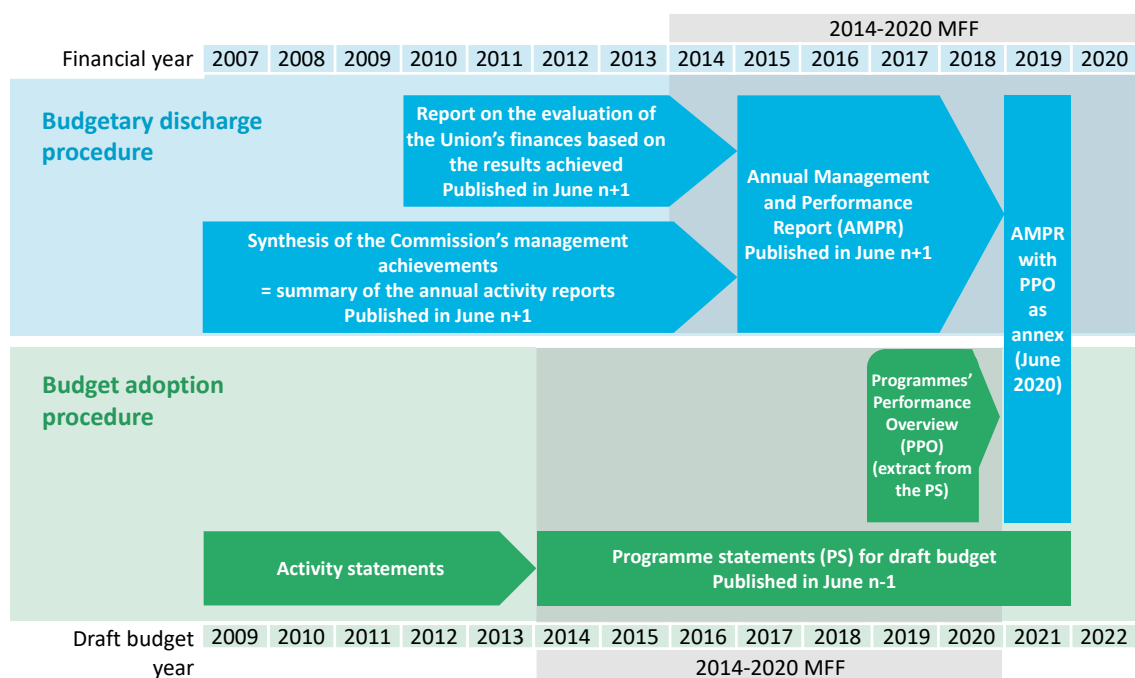 2014-2020 MFF
Financial year 2007 2008 2009 2010 2011 2012 2013 2014 2015 2016 2017 2018 2019 2020
Budgetary discharge
procedure
Report on the evaluation of
the Union’s finances based on
the results achieved
Published in June n+1
Synthesis of the Commission’s management
achievements
= summary of the annual activity reports
Published in June n+1
Annual Management
and Performance
Report (AMPR)
Published in June n+1
AMPR
with
PPO
as
annex
(June
2020)
Budget adoption
procedure
Programmes’
Performance
Overview
(PPO)
(extract from
the PS)
Activity statements
Programme statements (PS) for draft budget
Published in June n-1
Draft budget
year
2009 2010 2011 2012 2013 2014 2015 2016 2017 2018 2019 2020 2021 2022
2014-2020 MFF